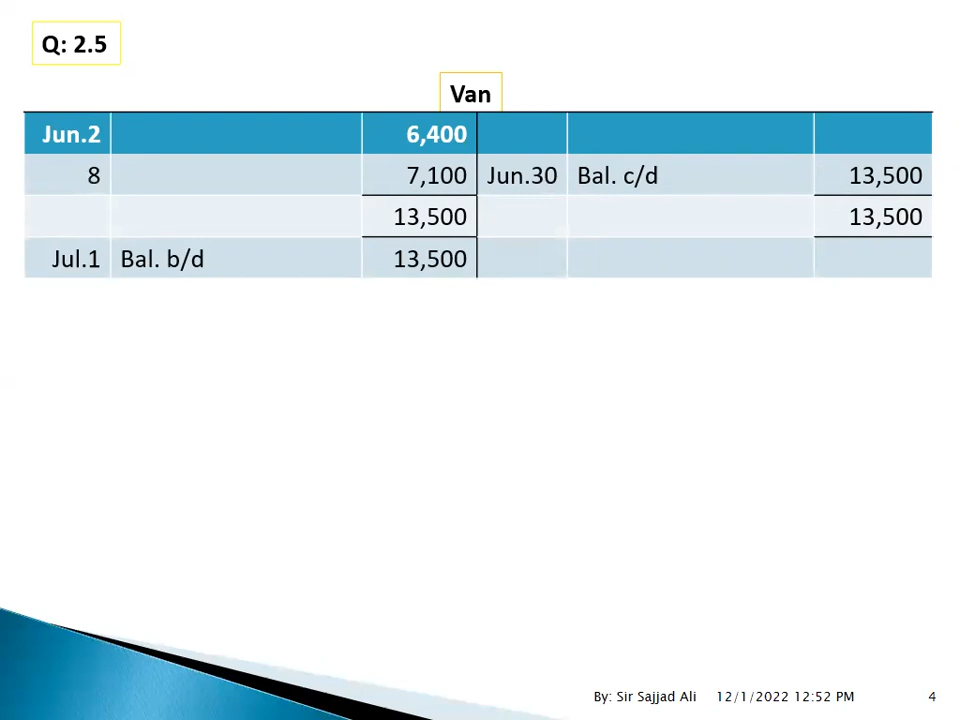 Q: 2.5
Van
Jun.2 6,400
8 7,100 Jun.30 Bal. c/d 13,500
13,500 13,500
Jul.1 Bal. b/d 13,500
By: Sir Sajjad Ali 12/1/2022 12:52 PM 4